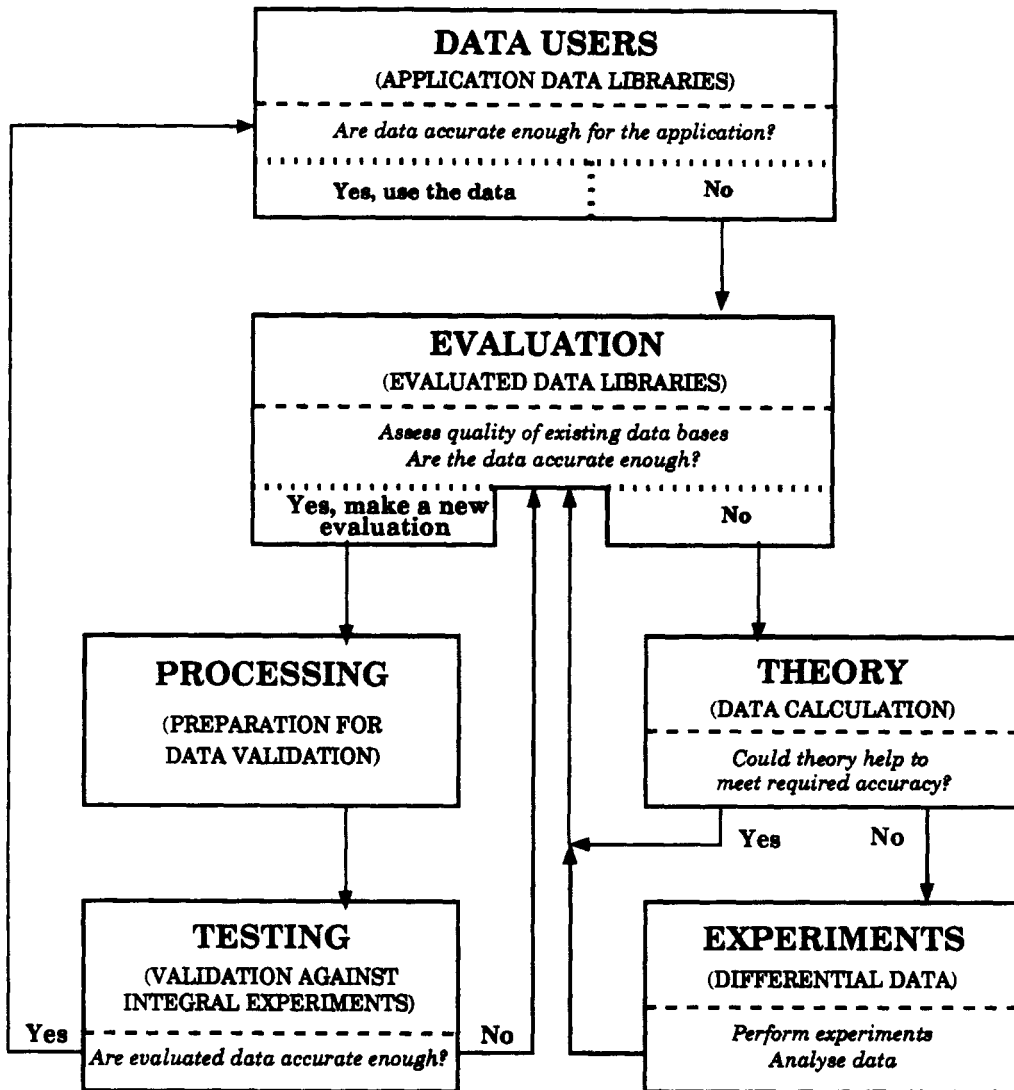 DATA USERS
(APPLICATION DATA LIBRARIES)
Are data accurate enough for the application?
Yes, use the data
No
EVALUATION
(EVALUATED DATA LIBRARIES)
Assess quality of existing data bases
Are the data accurate enough?
Yes, make a new
evaluation
No
PROCESSING
(PREPARATION FOR
DATA VALIDATION)
THEORY
(DATA CALCULATION)
Could theory help to
meet required accuracy?
Yes
No
TESTING
(VALIDATION AGAINST
INTEGRAL EXPERIMENTS)
Are evaluated data accurate enough?
Yes
No
EXPERIMENTS
(DIFFERENTIAL DATA)
Perform experiments
Analyse data